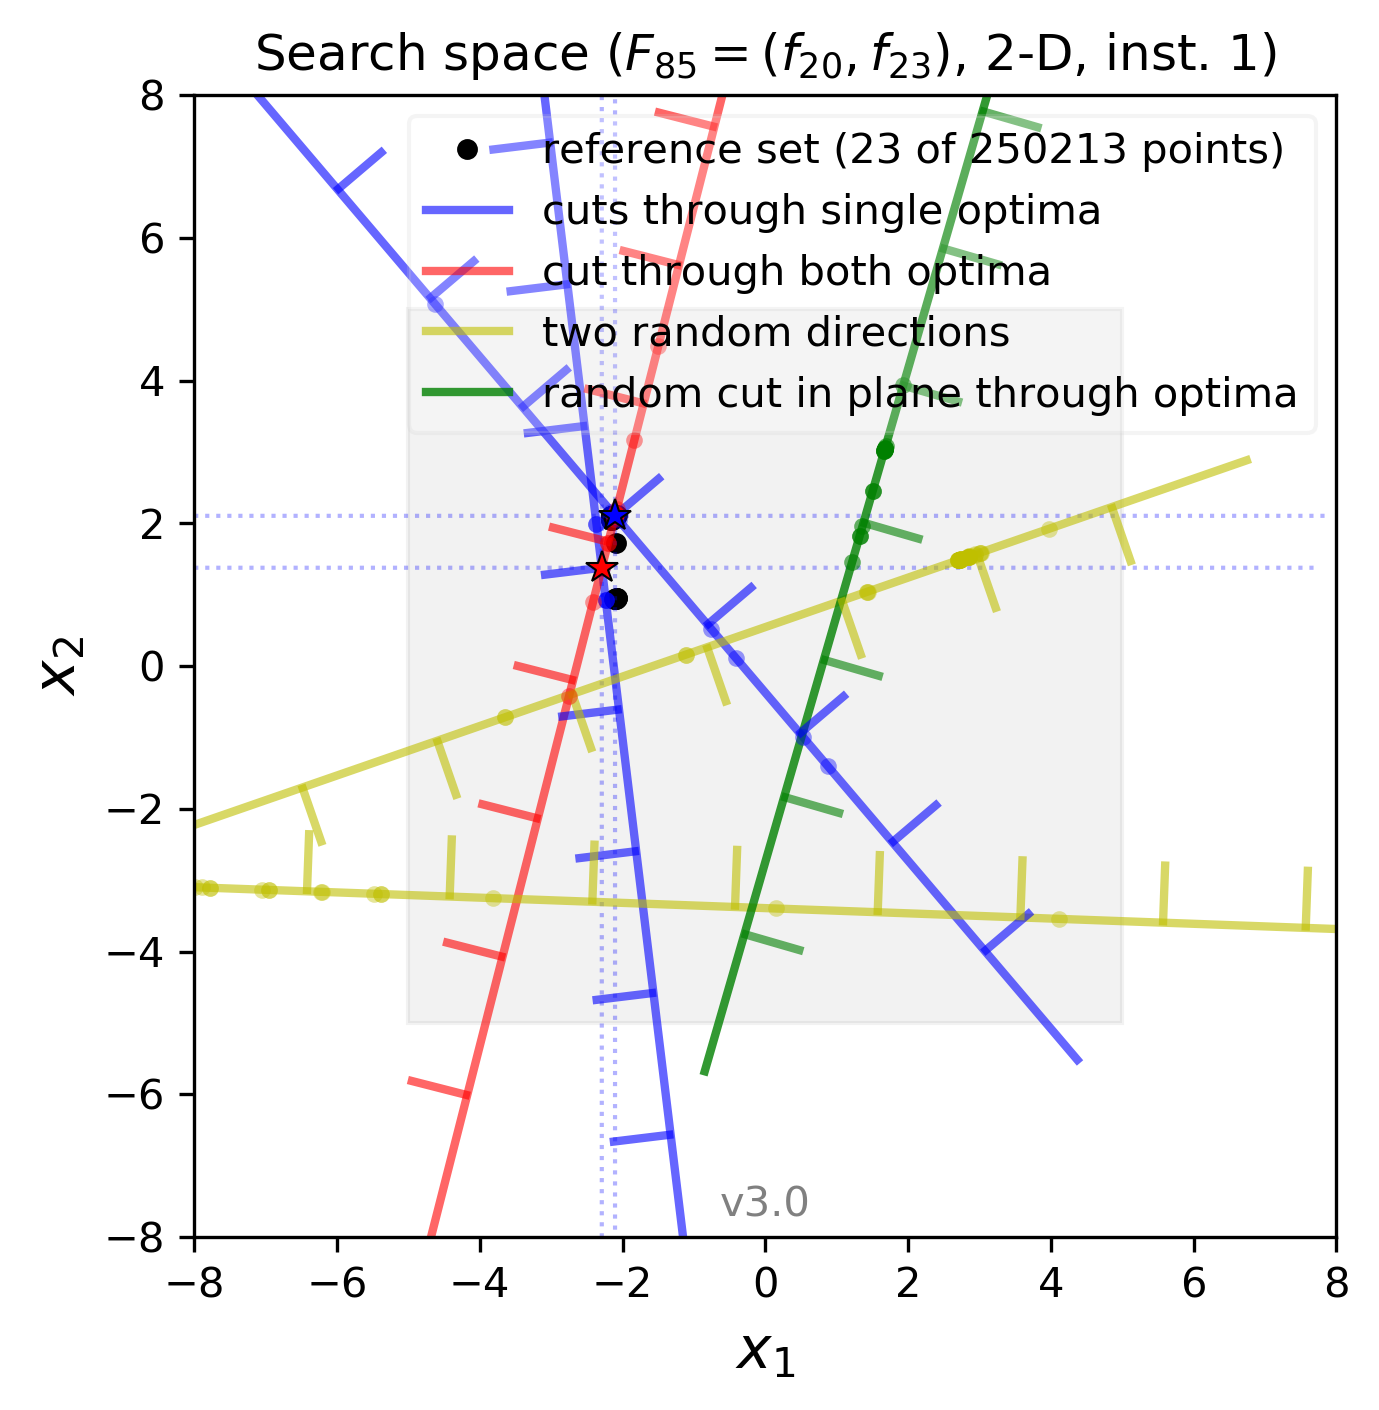 Search space (F₈₅ = (f₂₀, f₂₃), 2-D, inst. 1)
8
6
4
2
0
−2
−4
−6
−8
x₂
reference set (23 of 250213 points)
cuts through single optima
cut through both optima
two random directions
random cut in plane through optima
v3.0
−8 −6 −4 −2 0 2 4 6 8
x₁